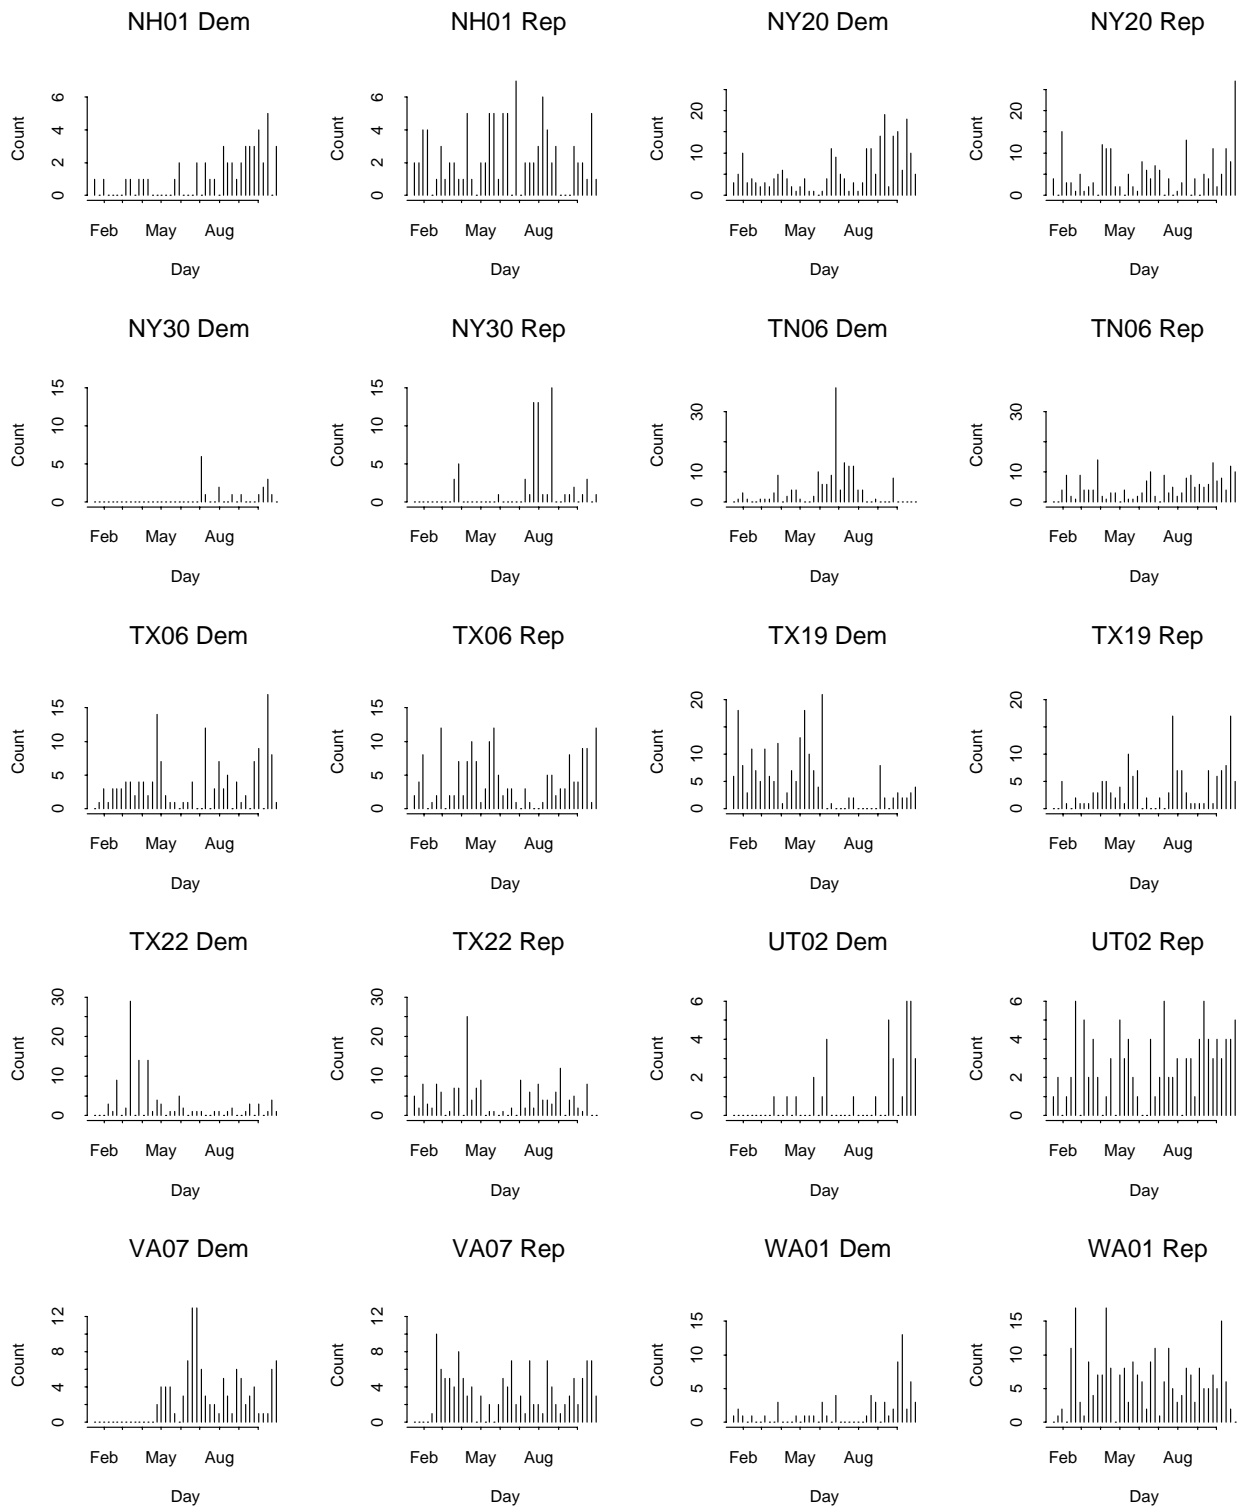 NH01 Dem NH01 Rep NY20 Dem NY20 Rep
Count 0 2 4 6 Count 0 2 4 6 Count 0 10 20 Count 0 10 20
Feb May Aug Feb May Aug Feb May Aug Feb May Aug
Day Day Day Day
NY30 Dem NY30 Rep TN06 Dem TN06 Rep
Count 0 5 10 15 Count 0 5 10 15 Count 0 10 30 Count 0 10 30
Feb May Aug Feb May Aug Feb May Aug Feb May Aug
Day Day Day Day
TX06 Dem TX06 Rep TX19 Dem TX19 Rep
Count 0 5 10 15 Count 0 5 10 15 Count 0 5 10 20 Count 0 5 10 20
Feb May Aug Feb May Aug Feb May Aug Feb May Aug
Day Day Day Day
TX22 Dem TX22 Rep UT02 Dem UT02 Rep
Count 0 10 20 30 Count 0 10 20 30 Count 0 2 4 6 Count 0 2 4 6
Feb May Aug Feb May Aug Feb May Aug Feb May Aug
Day Day Day Day
VA07 Dem VA07 Rep WA01 Dem WA01 Rep
Count 0 4 8 12 Count 0 4 8 12 Count 0 5 10 15 Count 0 5 10 15
Feb May Aug Feb May Aug Feb May Aug Feb May Aug
Day Day Day Day